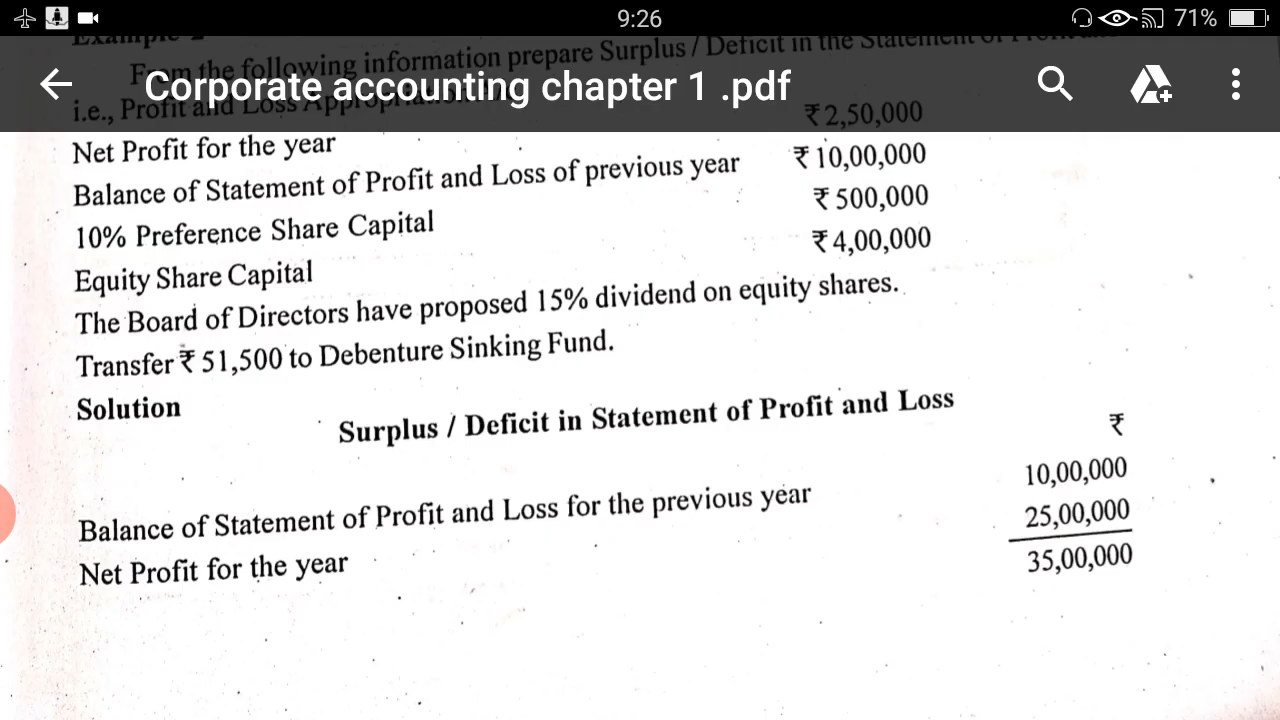 9:26
71%
Example 2
From the following information prepare Surplus / Deficit in the Statement of
Corporate accounting chapter 1 .pdf
i.e., Profit and Loss
Net Profit for the year ₹ 2,50,000
Balance of Statement of Profit and Loss of previous year ₹ 10,00,000
10% Preference Share Capital ₹ 500,000
Equity Share Capital ₹ 4,00,000
The Board of Directors have proposed 15% dividend on equity shares.
Transfer ₹ 51,500 to Debenture Sinking Fund.
Solution
Surplus / Deficit in Statement of Profit and Loss
₹
Balance of Statement of Profit and Loss for the previous year 10,00,000
Net Profit for the year 25,00,000
35,00,000